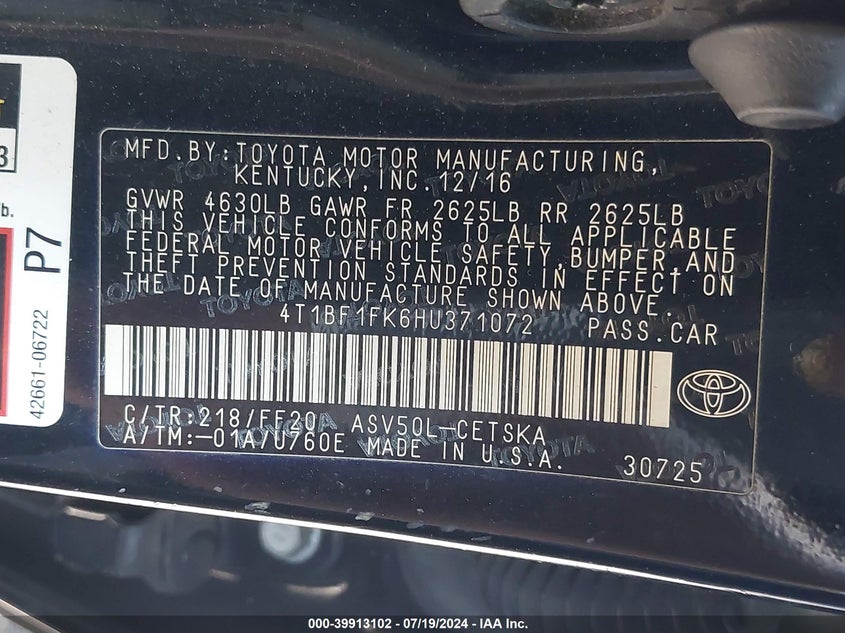 MFD.BY:TOYOTA MOTOR MANUFACTURING,
KENTUCKY,INC.12/16
GVWR 4630LB GAWR FR 2625LB RR 2625LB
THIS VEHICLE CONFORMS TO ALL APPLICABLE
FEDERAL MOTOR VEHICLE SAFETY,BUMPER,AND
THEFT PREVENTION STANDARDS IN EFFECT ON
THE DATE OF MANUFACTURE SHOWN ABOVE.
4T1BF1FK6HU371072 PASS.CAR
C/TR:218/FF20 ASV50L-CETSKA
A/TM:-01A/U760E MADE IN U.S.A.
30725
3
b.
P7
42661-06722
TOYOTA
000-39913102 - 07/19/2024 - IAA Inc.